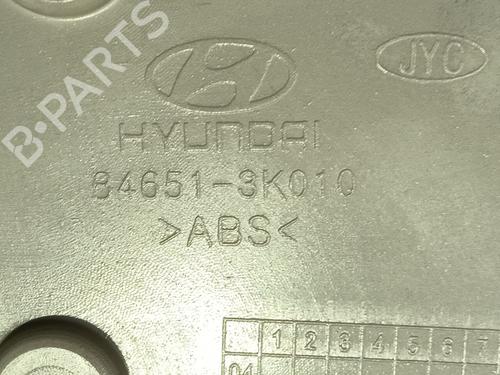 B-PARTS
JYC
HYUNDAI
84651-3K010
>ABS<
1 2 3 4 5 6 7
04